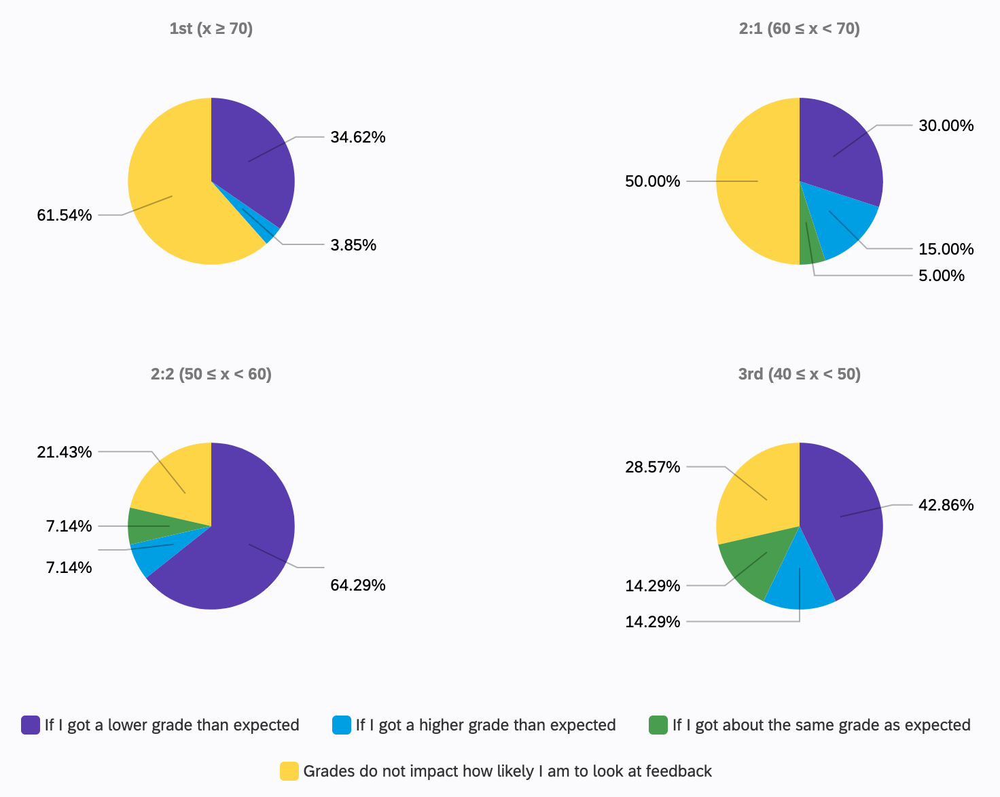 1st (x ≥ 70)
2:1 (60 ≤ x < 70)
34.62%
61.54%
3.85%
30.00%
50.00%
15.00%
5.00%
2:2 (50 ≤ x < 60)
3rd (40 ≤ x < 50)
21.43%
7.14%
7.14%
64.29%
28.57%
42.86%
14.29%
14.29%
If I got a lower grade than expected
If I got a higher grade than expected
If I got about the same grade as expected
Grades do not impact how likely I am to look at feedback